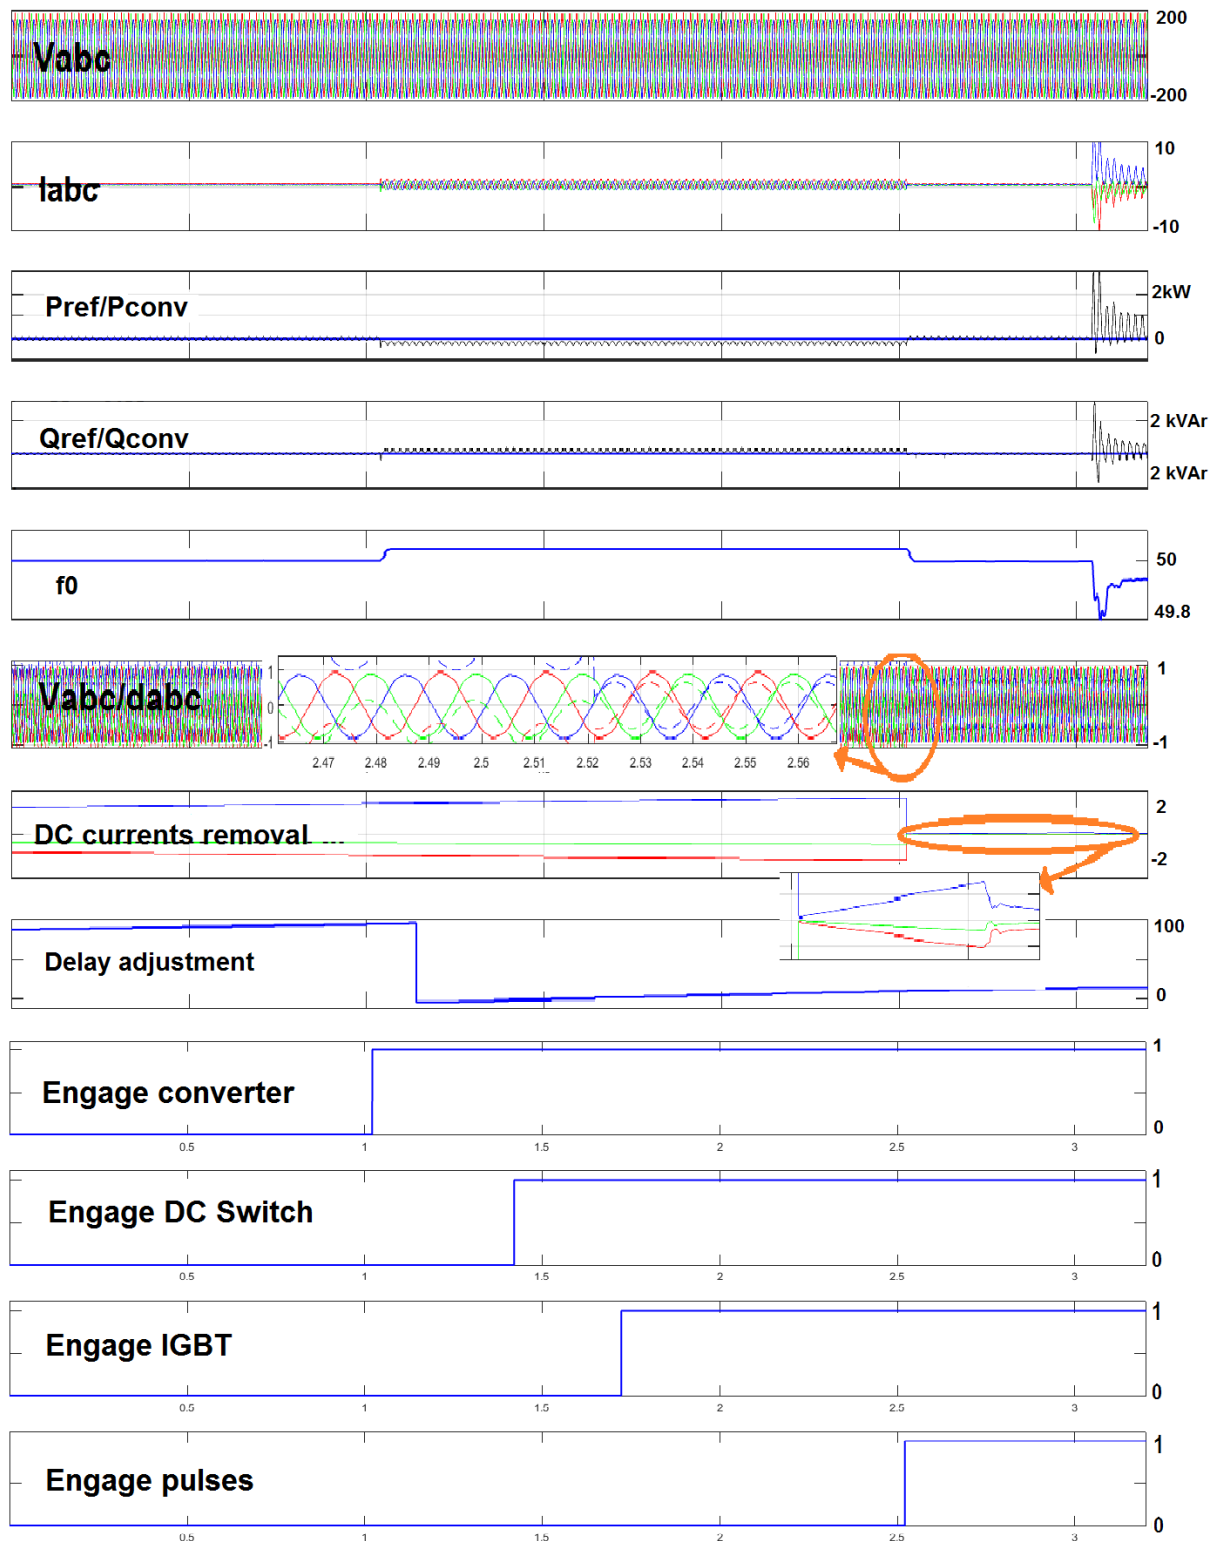 Vabc
200
-200
Iabc
10
-10
Pref/Pconv
2kW
0
Qref/Qconv
2 kVAr
2 kVAr
f0
50
49.8
Vabc/dabc
1
0
-1
2.47 2.48 2.49 2.5 2.51 2.52 2.53 2.54 2.55 2.56
1
-1
DC currents removal
2
-2
Delay adjustment
100
0
Engage converter
1
0
0.5 1 1.5 2 2.5 3
Engage DC Switch
1
0
0.5 1 1.5 2 2.5 3
Engage IGBT
1
0
0.5 1 1.5 2 2.5 3
Engage pulses
1
0
0.5 1 1.5 2 2.5 3